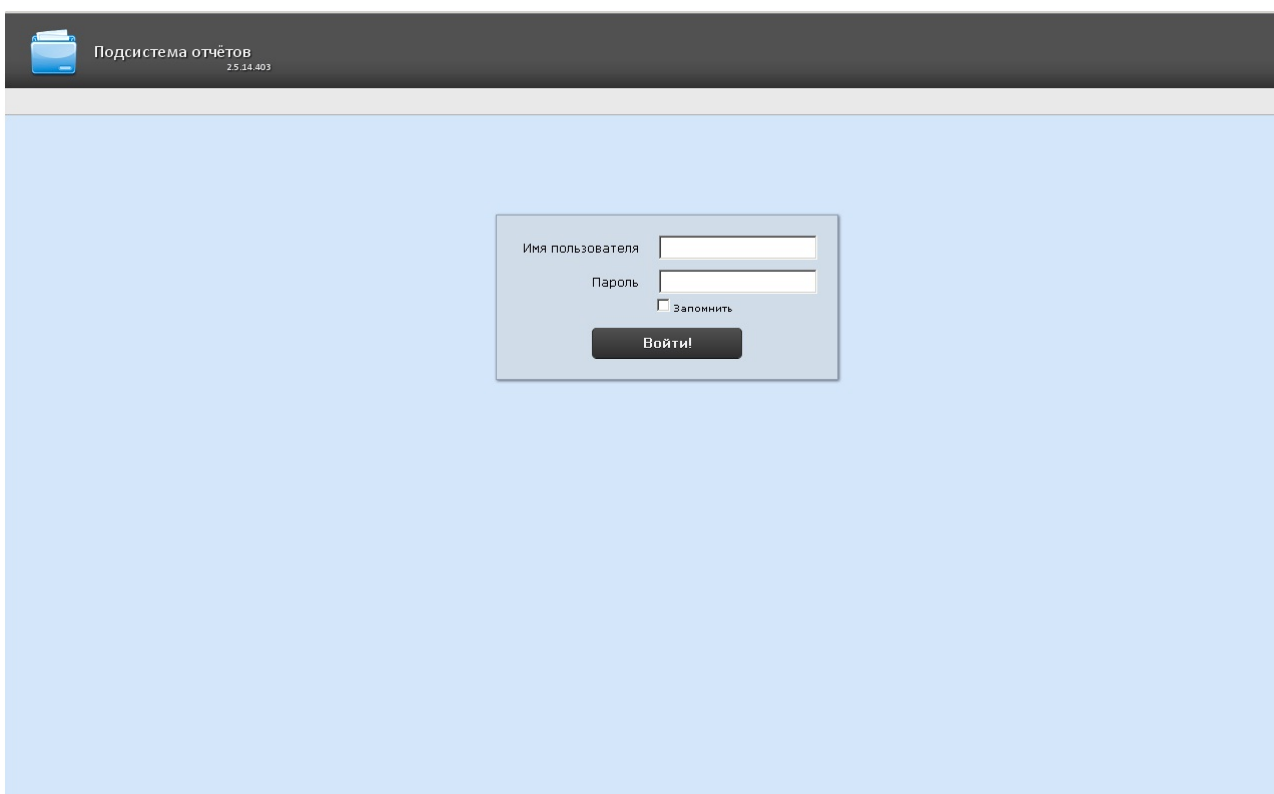 Подсистема отчётов
2.5.14.403
Имя пользователя
Пароль
Запомнить
Войти!